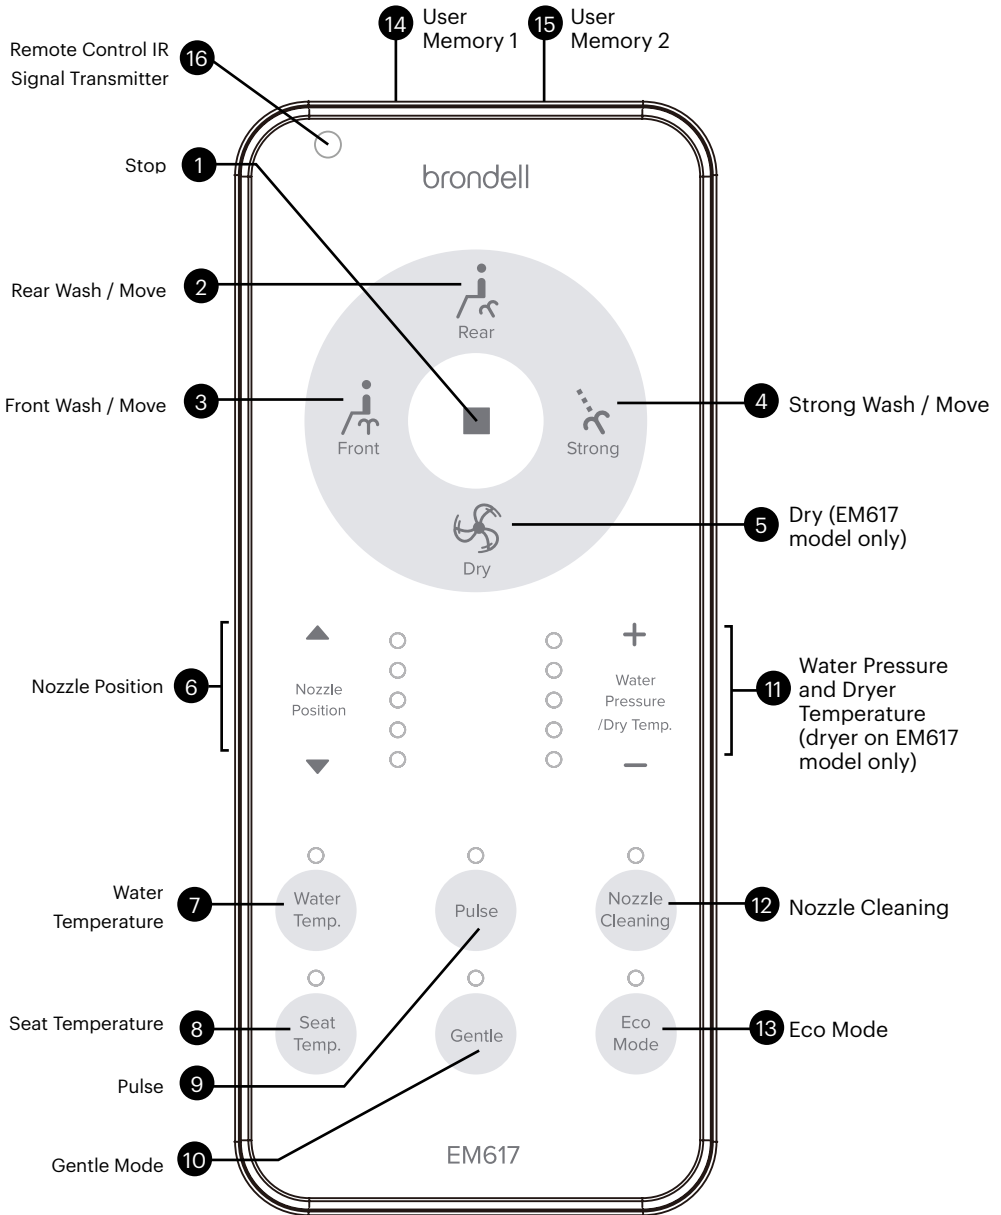 14 User
Memory 1
15 User
Memory 2
Remote Control IR
Signal Transmitter
16
Stop 1
brondell
Rear Wash / Move 2
Rear
Front Wash / Move 3
Front
Strong
4 Strong Wash / Move
Dry
5 Dry (EM617
model only)
Nozzle Position 6
Nozzle
Position
+
Water
Pressure
/Dry Temp.
−
11 Water Pressure
and Dryer
Temperature
(dryer on EM617
model only)
Water
Temperature
7
Water
Temp.
Pulse
Nozzle
Cleaning
12 Nozzle Cleaning
Seat Temperature 8
Seat
Temp.
Gentle
Eco
Mode
13 Eco Mode
Pulse 9
Gentle Mode 10
EM617